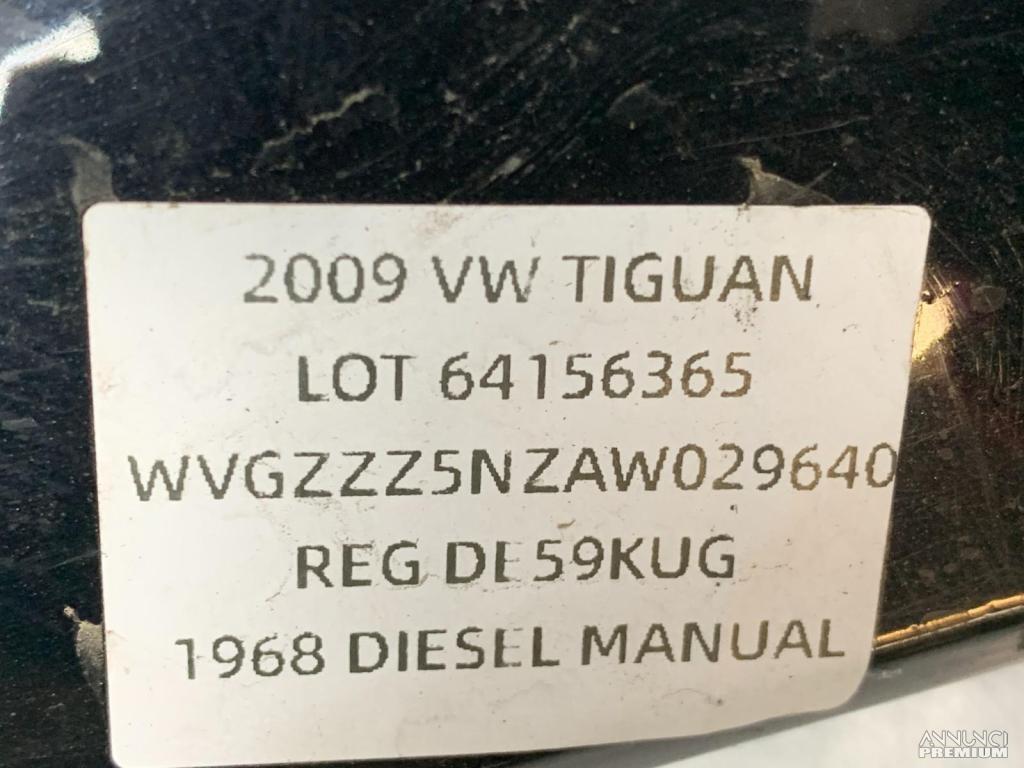 2009 VW TIGUAN
LOT 64156365
WVGZZZ5NZAW029640
REG DE59KUG
1968 DIESEL MANUAL
ANNUNCI
PREMIUM